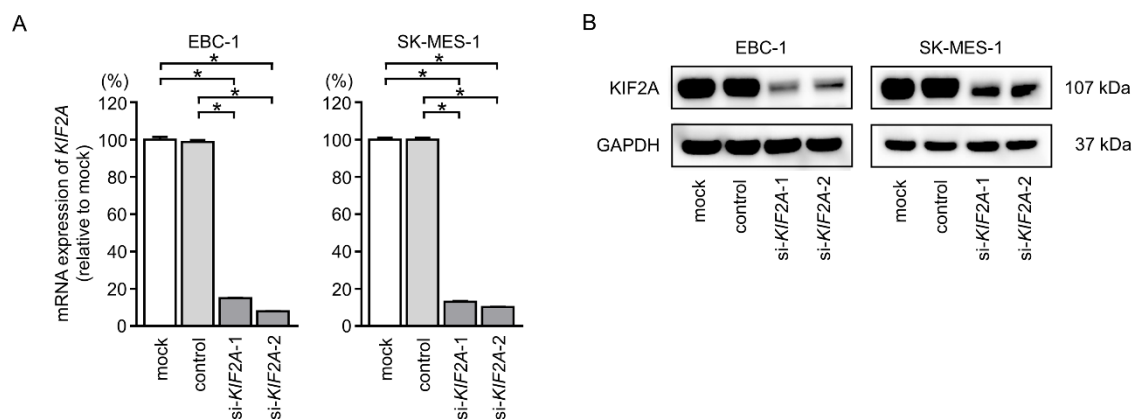 A
EBC-1
SK-MES-1
*
*
*
*
*
*
*
*
(%)
(%)
mRNA expression of KIF2A
(relative to mock)
120
100
80
60
40
20
0
120
100
80
60
40
20
0
mock
control
si-KIF2A-1
si-KIF2A-2
mock
control
si-KIF2A-1
si-KIF2A-2
B
EBC-1
SK-MES-1
KIF2A
107 kDa
GAPDH
37 kDa
mock
control
si-KIF2A-1
si-KIF2A-2
mock
control
si-KIF2A-1
si-KIF2A-2